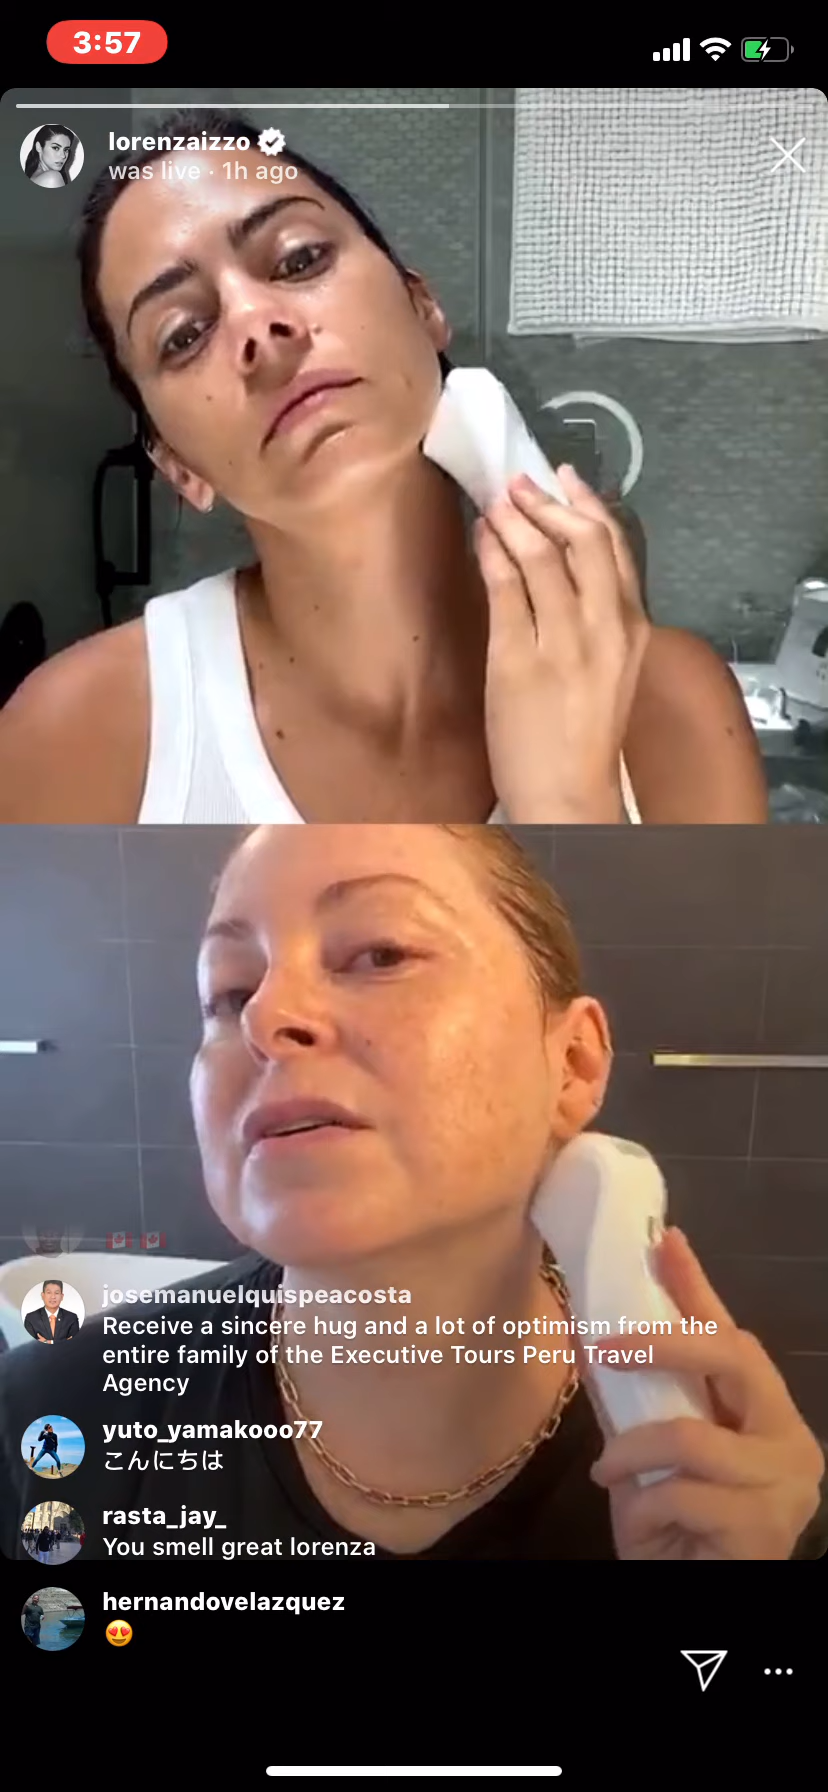 3:57
lorenzaizzo
was live · 1h ago
josemanuelquispeacosta
Receive a sincere hug and a lot of optimism from the
entire family of the Executive Tours Peru Travel
Agency
yuto_yamakooo77
こんにちは
rasta_jay_
You smell great lorenza
hernandovelazquez
😍